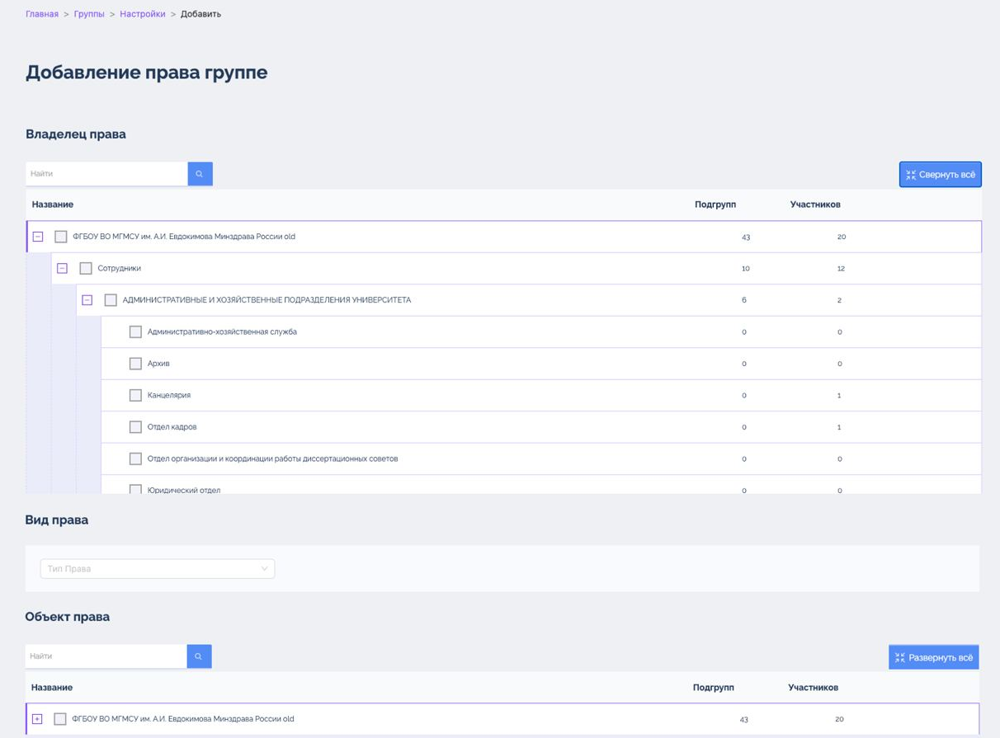 Главная > Группы > Настройки > Добавить
Добавление права группе
Владелец права
Найти
Свернуть всё
Название Подгрупп Участников
ФГБОУ ВО МГМСУ им. А.И. Евдокимова Минздрава России old 43 20
Сотрудники 10 12
АДМИНИСТРАТИВНЫЕ И ХОЗЯЙСТВЕННЫЕ ПОДРАЗДЕЛЕНИЯ УНИВЕРСИТЕТА 6 2
Административно-хозяйственная служба 0 0
Архив 0 0
Канцелярия 0 1
Отдел кадров 0 1
Отдел организации и координации работы диссертационных советов 0 0
Юридический отдел 0 0
Вид права
Тип Права
Объект права
Найти
Развернуть всё
Название Подгрупп Участников
ФГБОУ ВО МГМСУ им. А.И. Евдокимова Минздрава России old 43 20